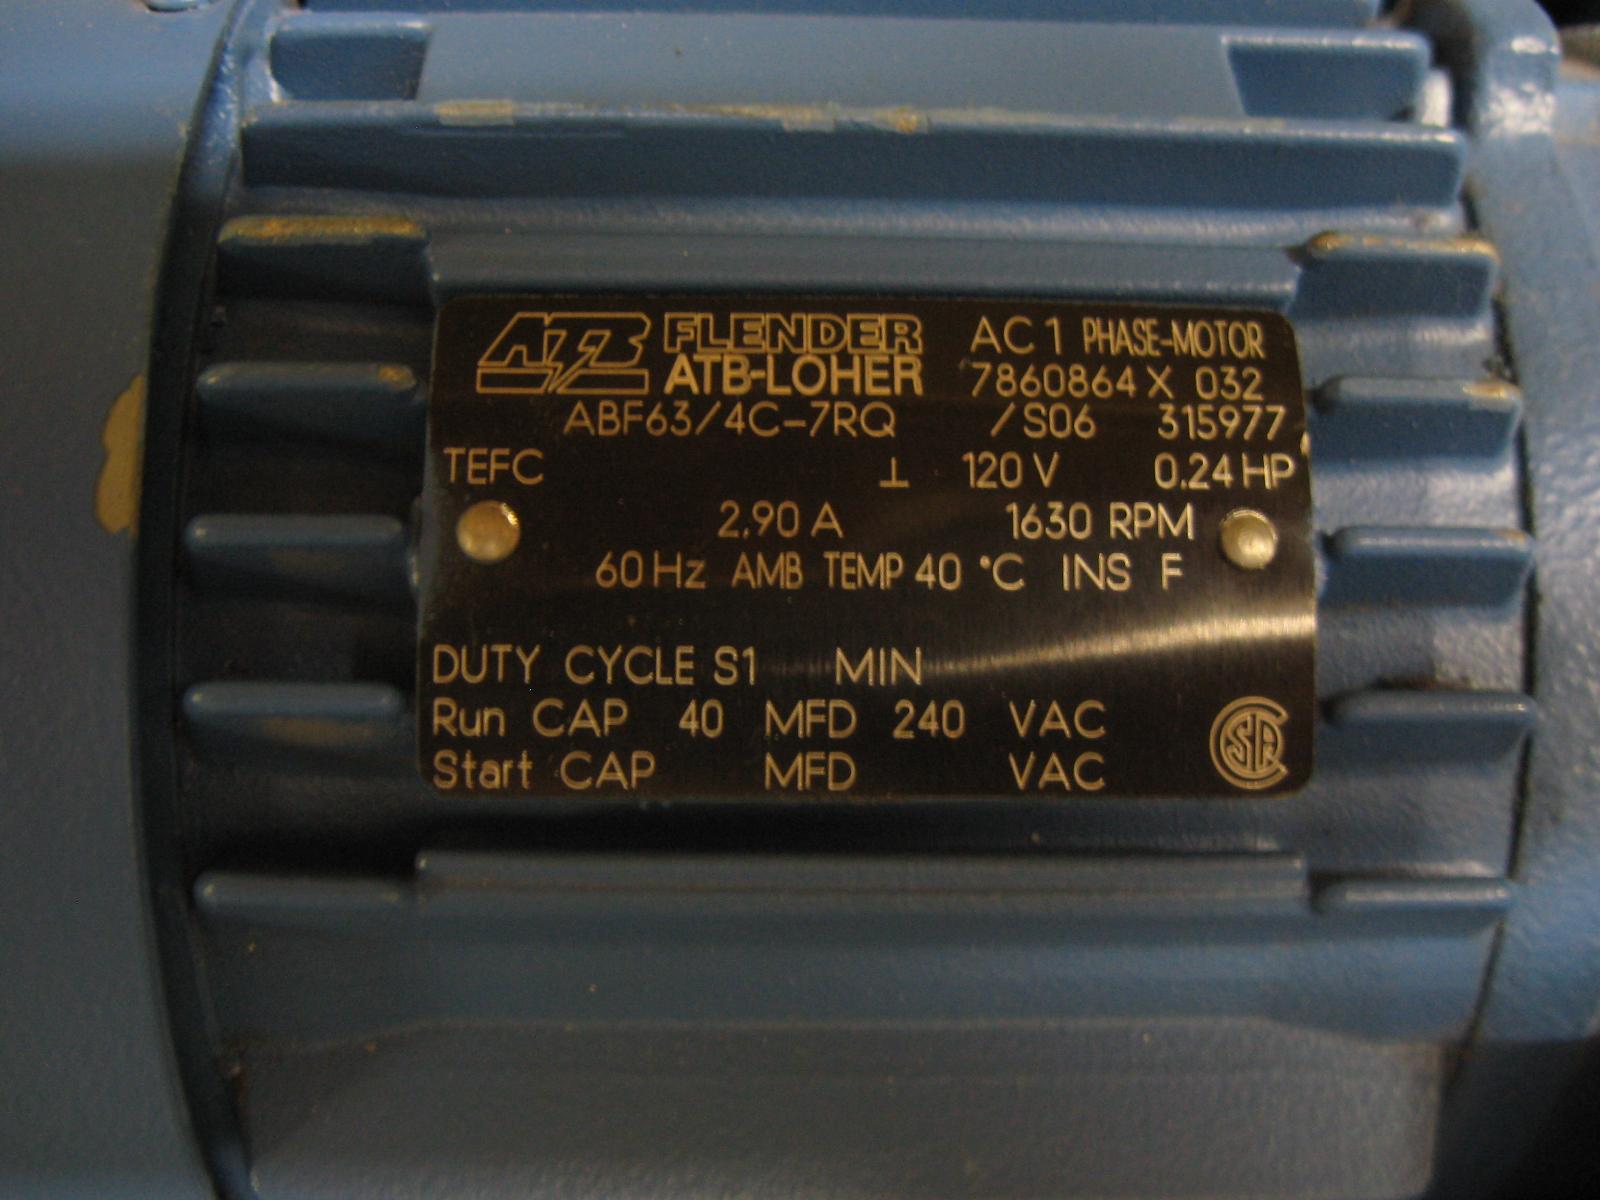 ATB FLENDER ATB-LOHER AC 1 PHASE-MOTOR
7860864 X 032
ABF63/4C-7RQ /S06 315977
TEFC ⊥ 120 V 0.24 HP
2,90 A 1630 RPM
60 Hz AMB TEMP 40 °C INS F
DUTY CYCLE S1 MIN
Run CAP 40 MFD 240 VAC
Start CAP MFD VAC
CSA